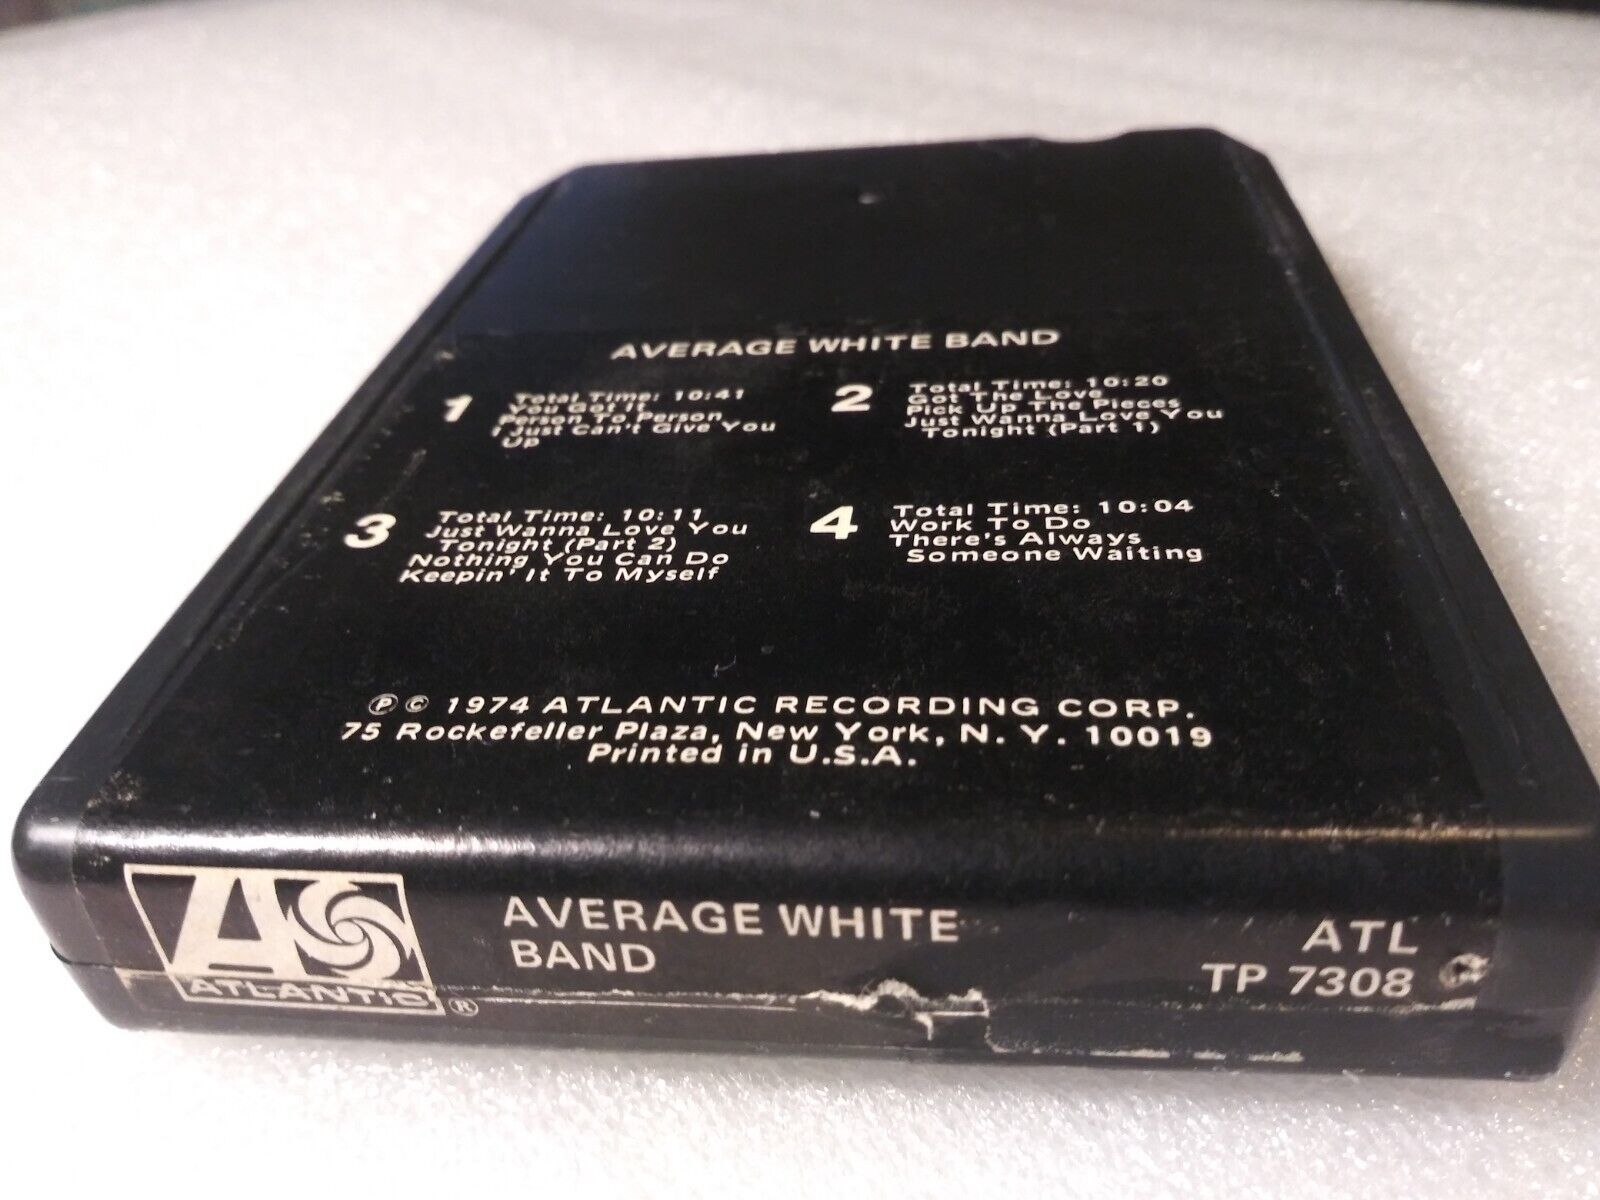 AVERAGE WHITE BAND
1
Total Time: 10:41
You Got It
Person To Person
I Just Can't Give You
Up
2
Total Time: 10:20
Got The Love
Pick Up The Pieces
Just Wanna Love You
Tonight (Part 1)
3
Total Time: 10:11
Just Wanna Love You
Tonight (Part 2)
Nothing You Can Do
Keepin' It To Myself
4
Total Time: 10:04
Work To Do
There's Always
Someone Waiting
℗ © 1974 ATLANTIC RECORDING CORP.
75 Rockefeller Plaza, New York, N. Y. 10019
Printed in U.S.A.
A
ATLANTIC ®
AVERAGE WHITE
BAND
ATL
TP 7308